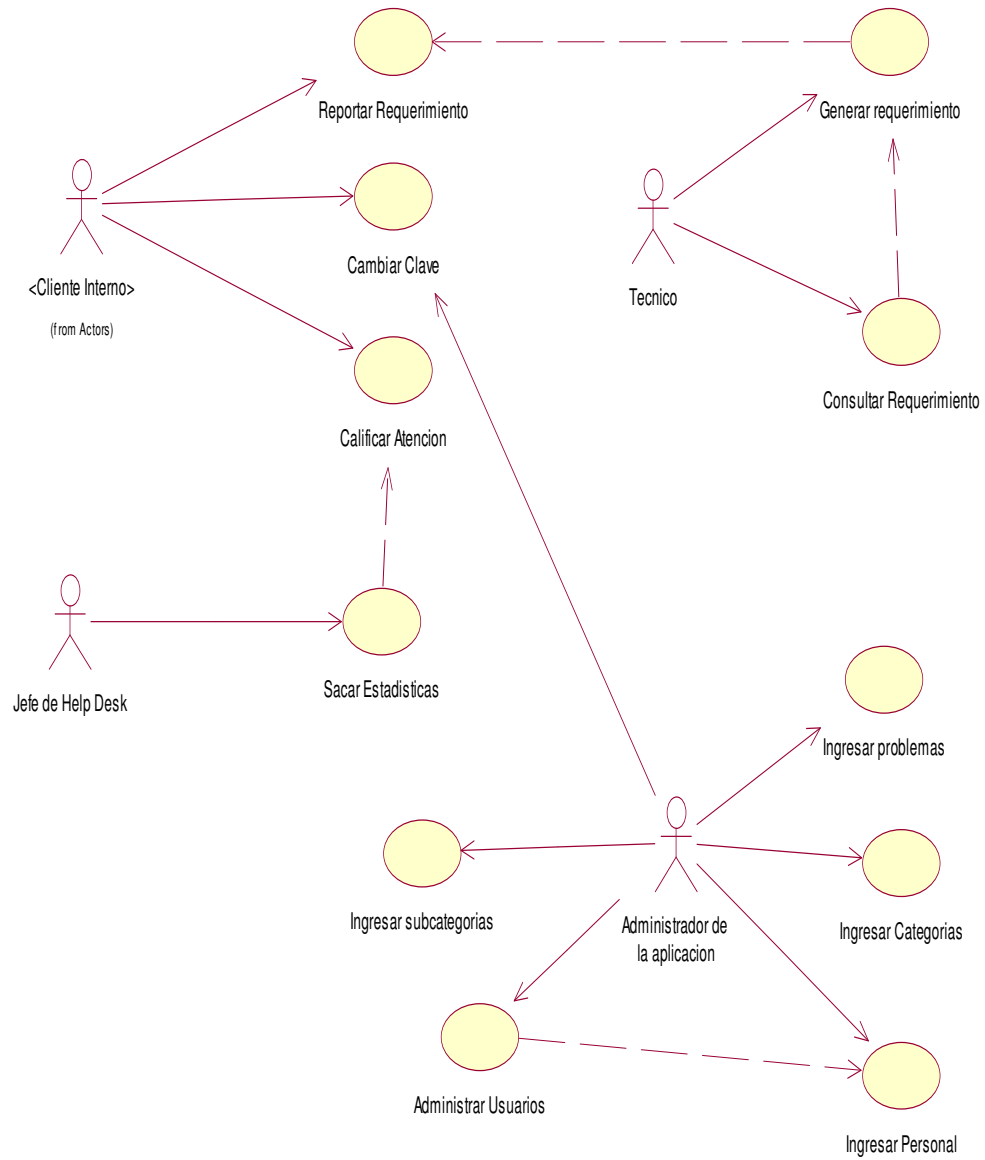 Reportar Requerimiento
Generar requerimiento
Cambiar Clave
<Cliente Interno>
(from Actors)
Tecnico
Consultar Requerimiento
Calificar Atencion
Sacar Estadisticas
Jefe de Help Desk
Ingresar problemas
Ingresar subcategorias
Administrador de
la aplicacion
Ingresar Categorias
Administrar Usuarios
Ingresar Personal